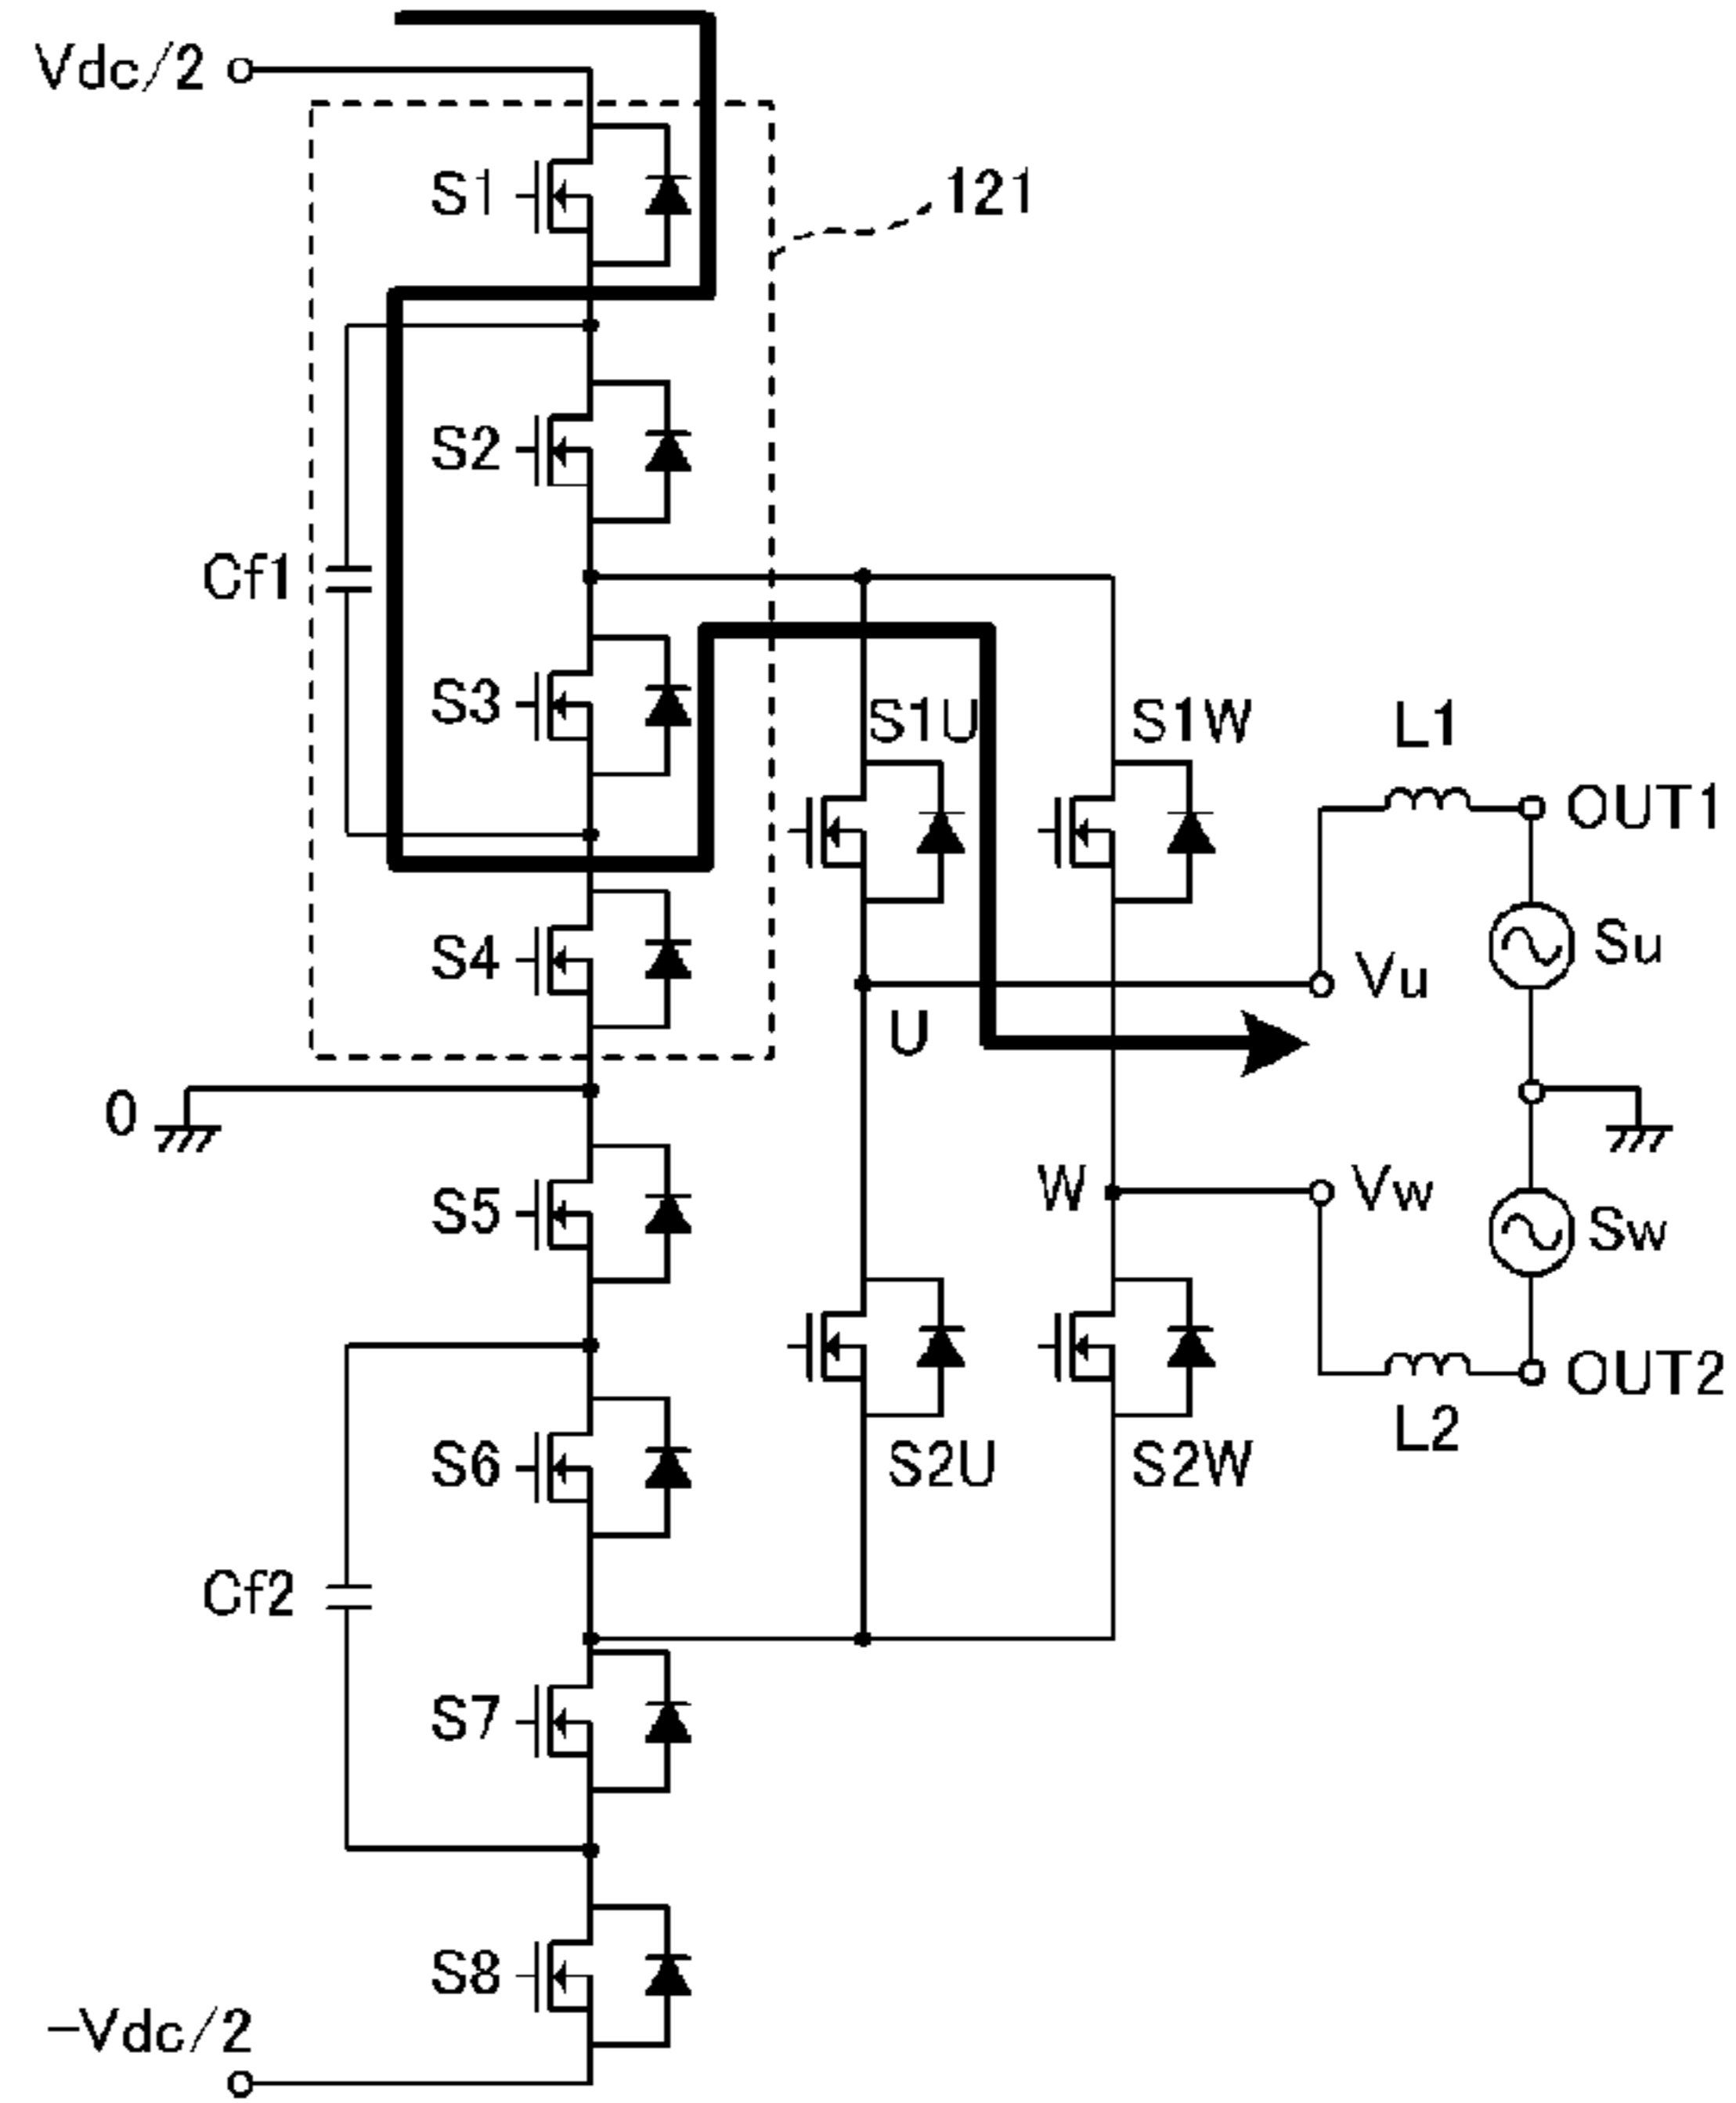 Vdc/2
S1
121
S2
Cf1
S3
S1U
S1W
L1
OUT1
S4
Su
Vu
U
0
W
Vw
S5
Sw
OUT2
L2
S6
S2U
S2W
Cf2
S7
S8
-Vdc/2